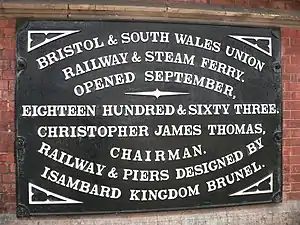 BRISTOL & SOUTH WALES UNION
RAILWAY & STEAM FERRY.
OPENED SEPTEMBER,
EIGHTEEN HUNDRED & SIXTY THREE.
CHRISTOPHER JAMES THOMAS,
CHAIRMAN.
RAILWAY & PIERS DESIGNED BY
ISAMBARD KINGDOM BRUNEL.